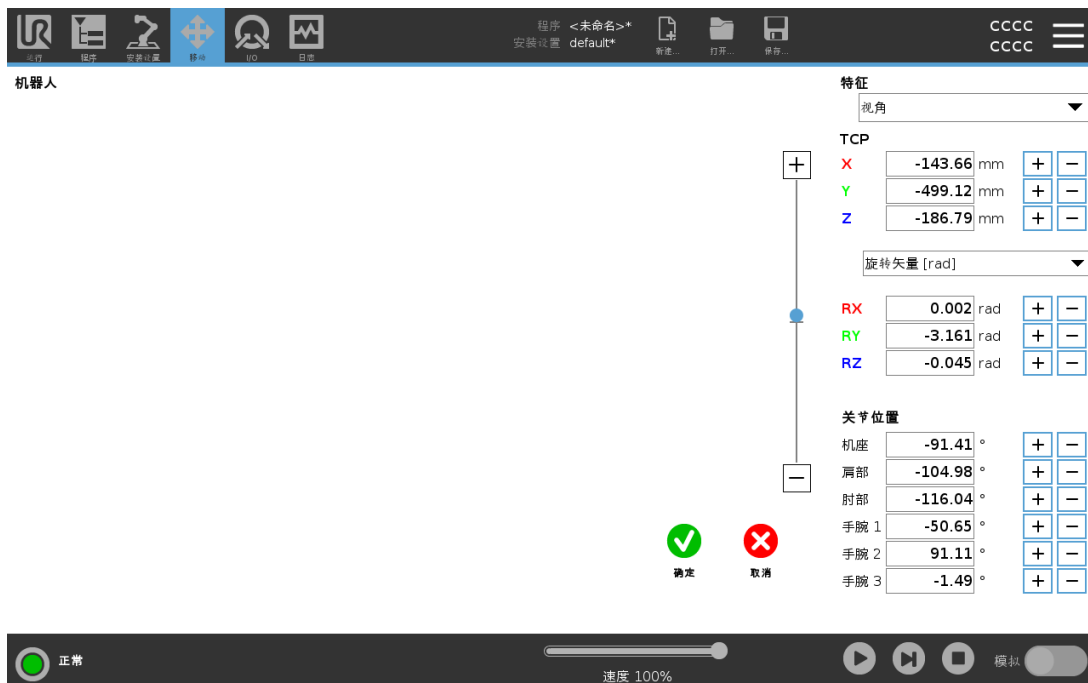 程序 <未命名>*
CCCC
UR
安装设置 default*
CCCC
运行 程序 安装设置 移动 I/O 日志 新建... 打开... 保存...
机器人
特征
视角
TCP
X -143.66 mm + −
Y -499.12 mm + −
Z -186.79 mm + −
旋转矢量 [rad]
RX 0.002 rad + −
RY -3.161 rad + −
RZ -0.045 rad + −
关节位置
机座 -91.41 ° + −
肩部 -104.98 ° + −
肘部 -116.04 ° + −
手腕 1 -50.65 ° + −
手腕 2 91.11 ° + −
手腕 3 -1.49 ° + −
确定 取消
正常
速度 100%
模拟